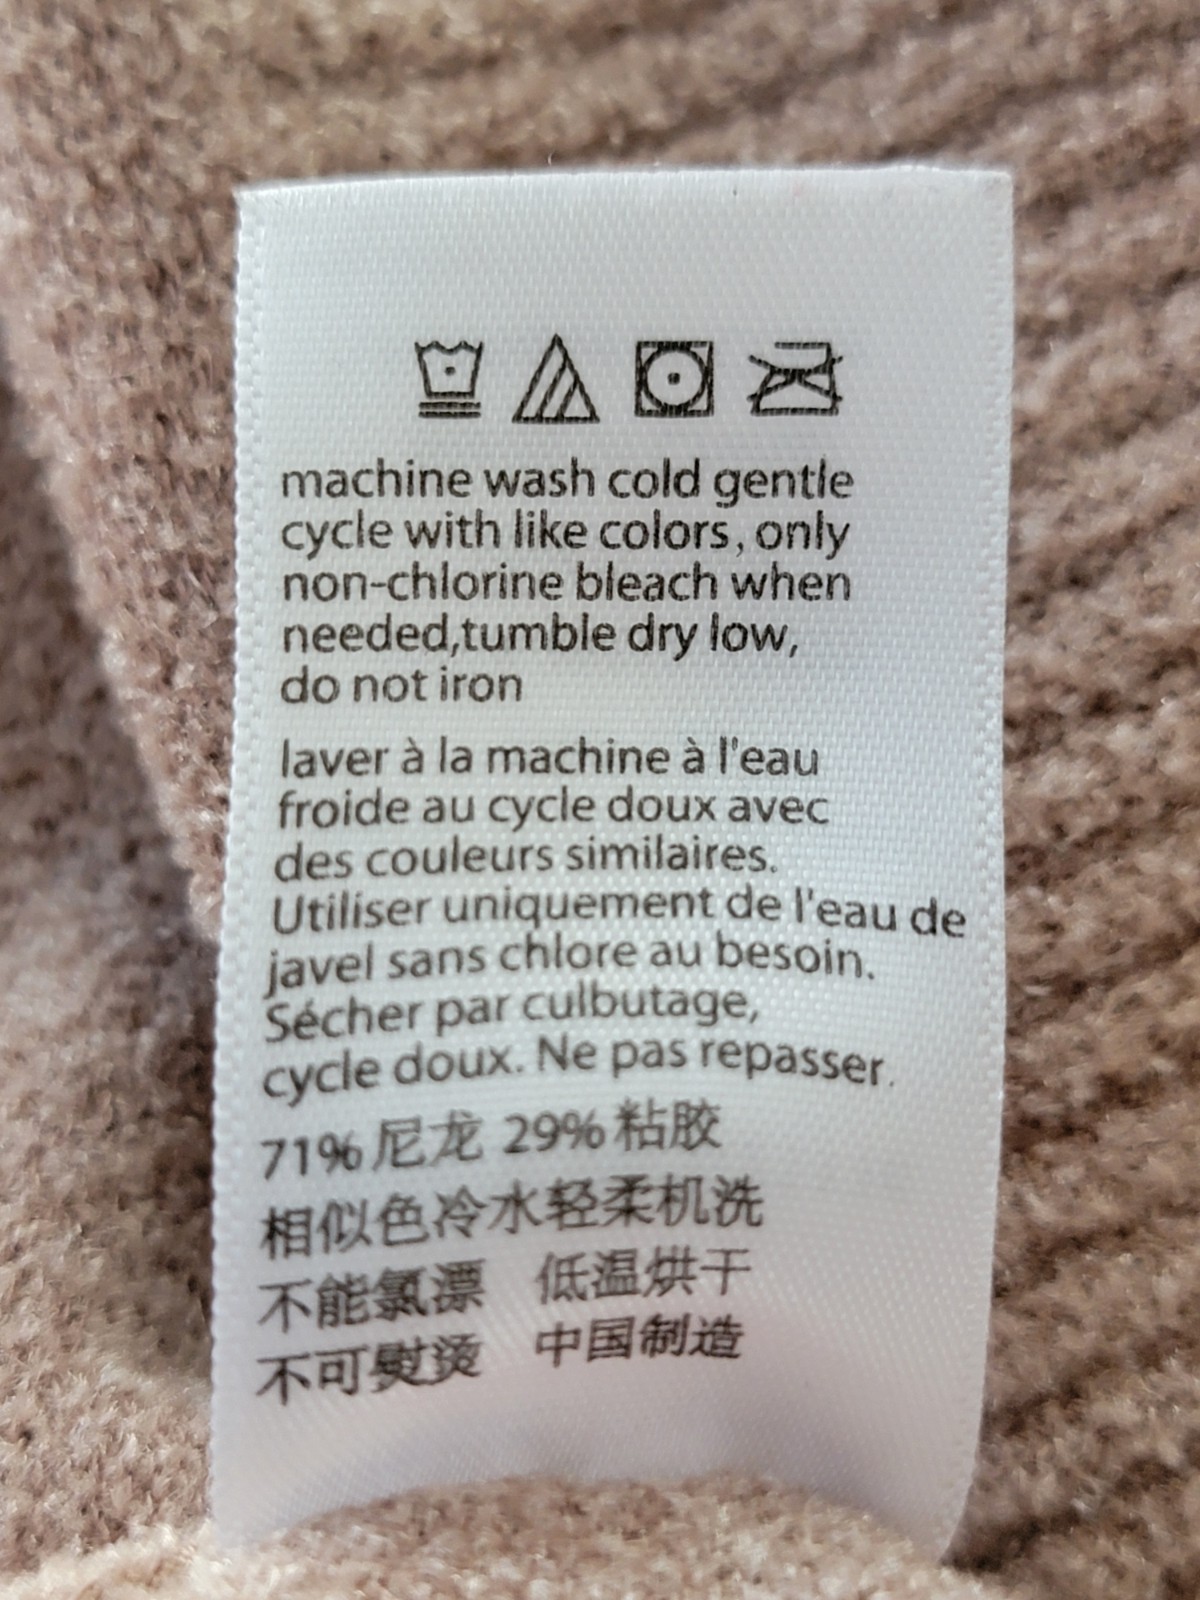 machine wash cold gentle
cycle with like colors, only
non-chlorine bleach when
needed,tumble dry low,
do not iron
laver à la machine à l'eau
froide au cycle doux avec
des couleurs similaires.
Utiliser uniquement de l'eau de
javel sans chlore au besoin.
Sécher par culbutage,
cycle doux. Ne pas repasser.
71% 尼龙 29% 粘胶
相似色冷水轻柔机洗
不能氯漂 低温烘干
不可熨烫 中国制造